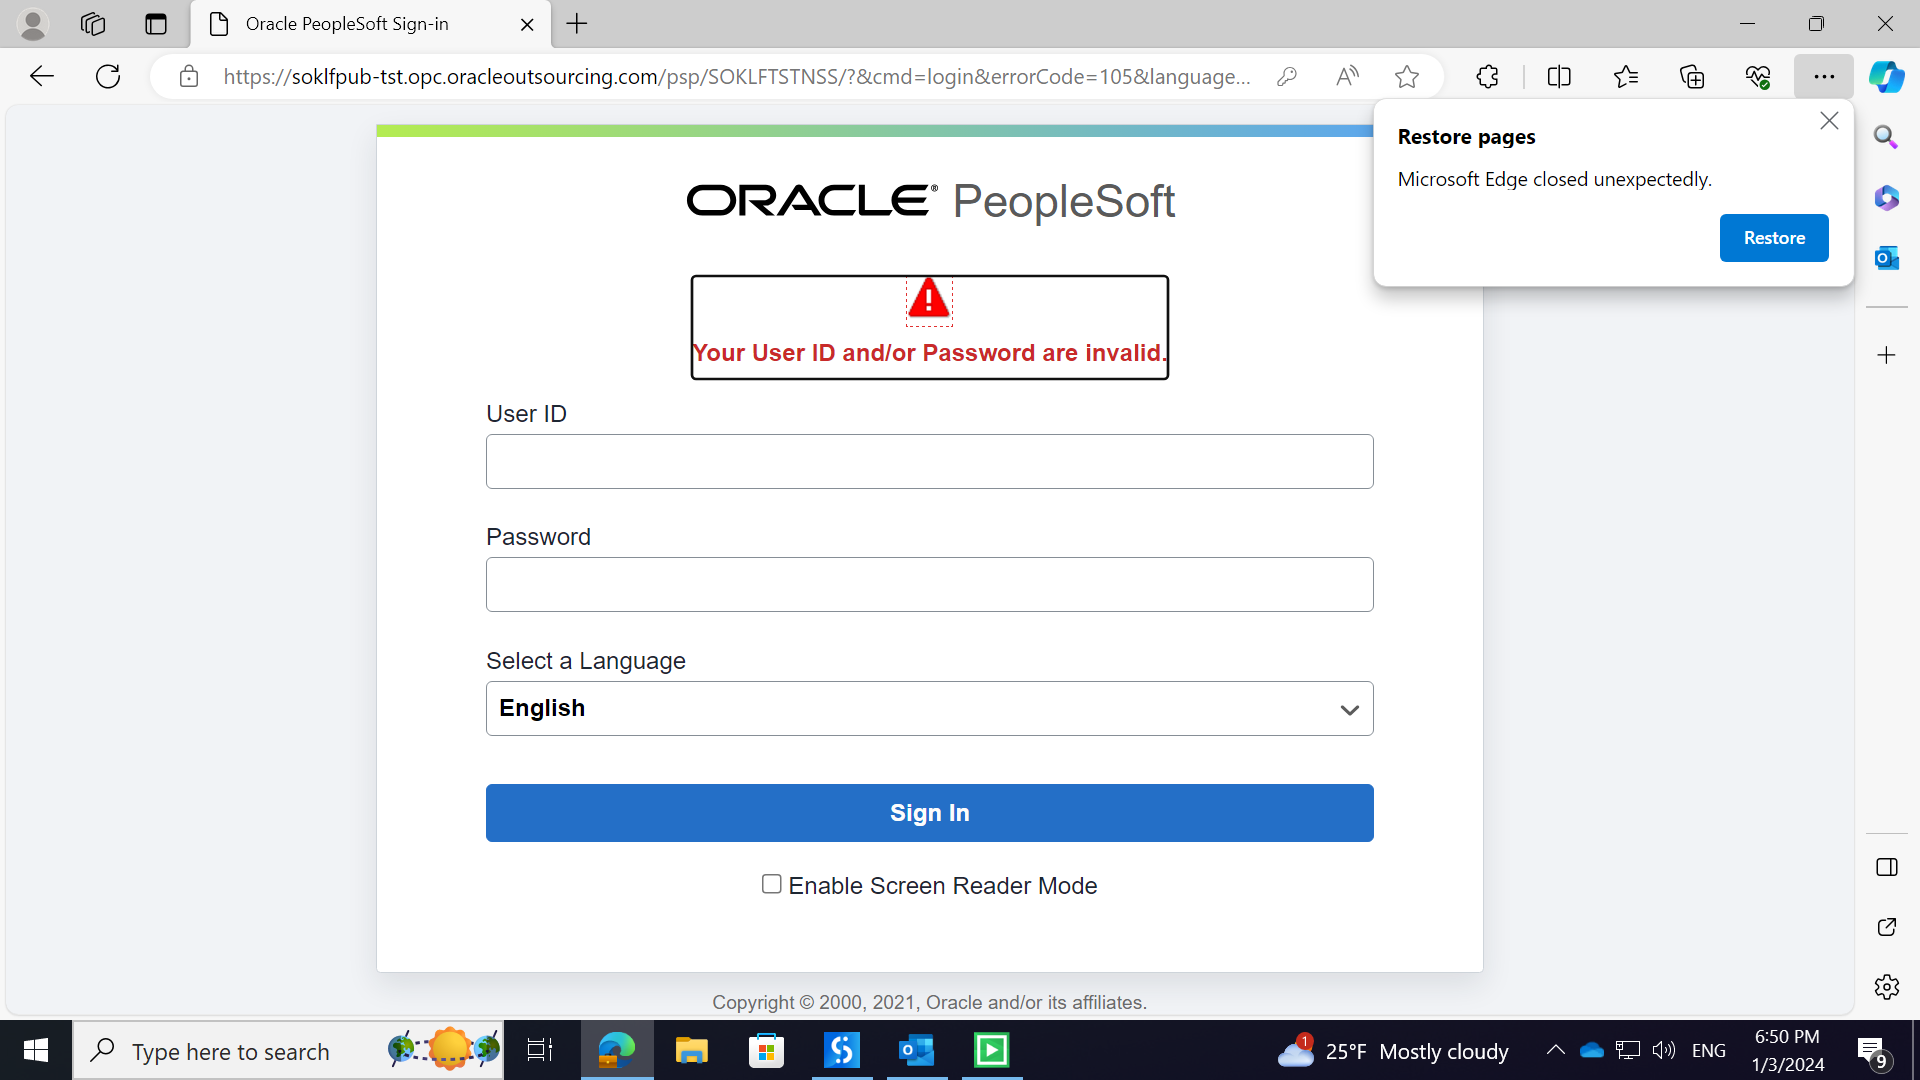 Oracle PeopleSoft Sign-in
https://soklfpub-tst.opc.oracleoutsourcing.com/psp/SOKLFTSTNSS/?&cmd=login&errorCode=105&language...
Restore pages
Microsoft Edge closed unexpectedly.
Restore
ORACLE® PeopleSoft
Your User ID and/or Password are invalid.
User ID
Password
Select a Language
English
Sign In
Enable Screen Reader Mode
Copyright © 2000, 2021, Oracle and/or its affiliates.
Type here to search
1
25°F Mostly cloudy
ENG
6:50 PM
1/3/2024
9